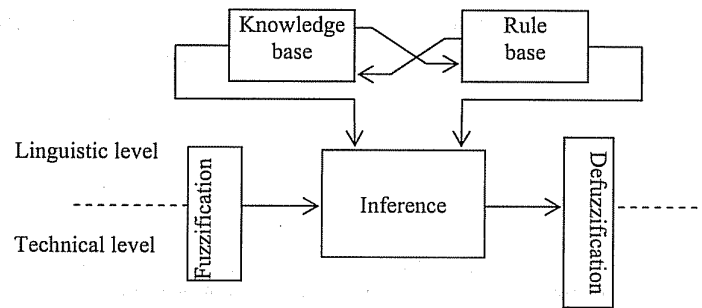 Knowledge
base
Rule
base
Linguistic level
Fuzzification
Inference
Defuzzification
Technical level